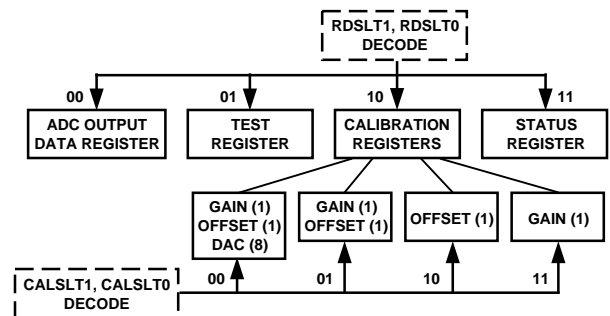 RDSLT1, RDSLT0
DECODE
00
01
10
11
ADC OUTPUT
DATA REGISTER
TEST
REGISTER
CALIBRATION
REGISTERS
STATUS
REGISTER
GAIN (1)
OFFSET (1)
DAC (8)
GAIN (1)
OFFSET (1)
OFFSET (1)
GAIN (1)
00
01
10
11
CALSLT1, CALSLT0
DECODE